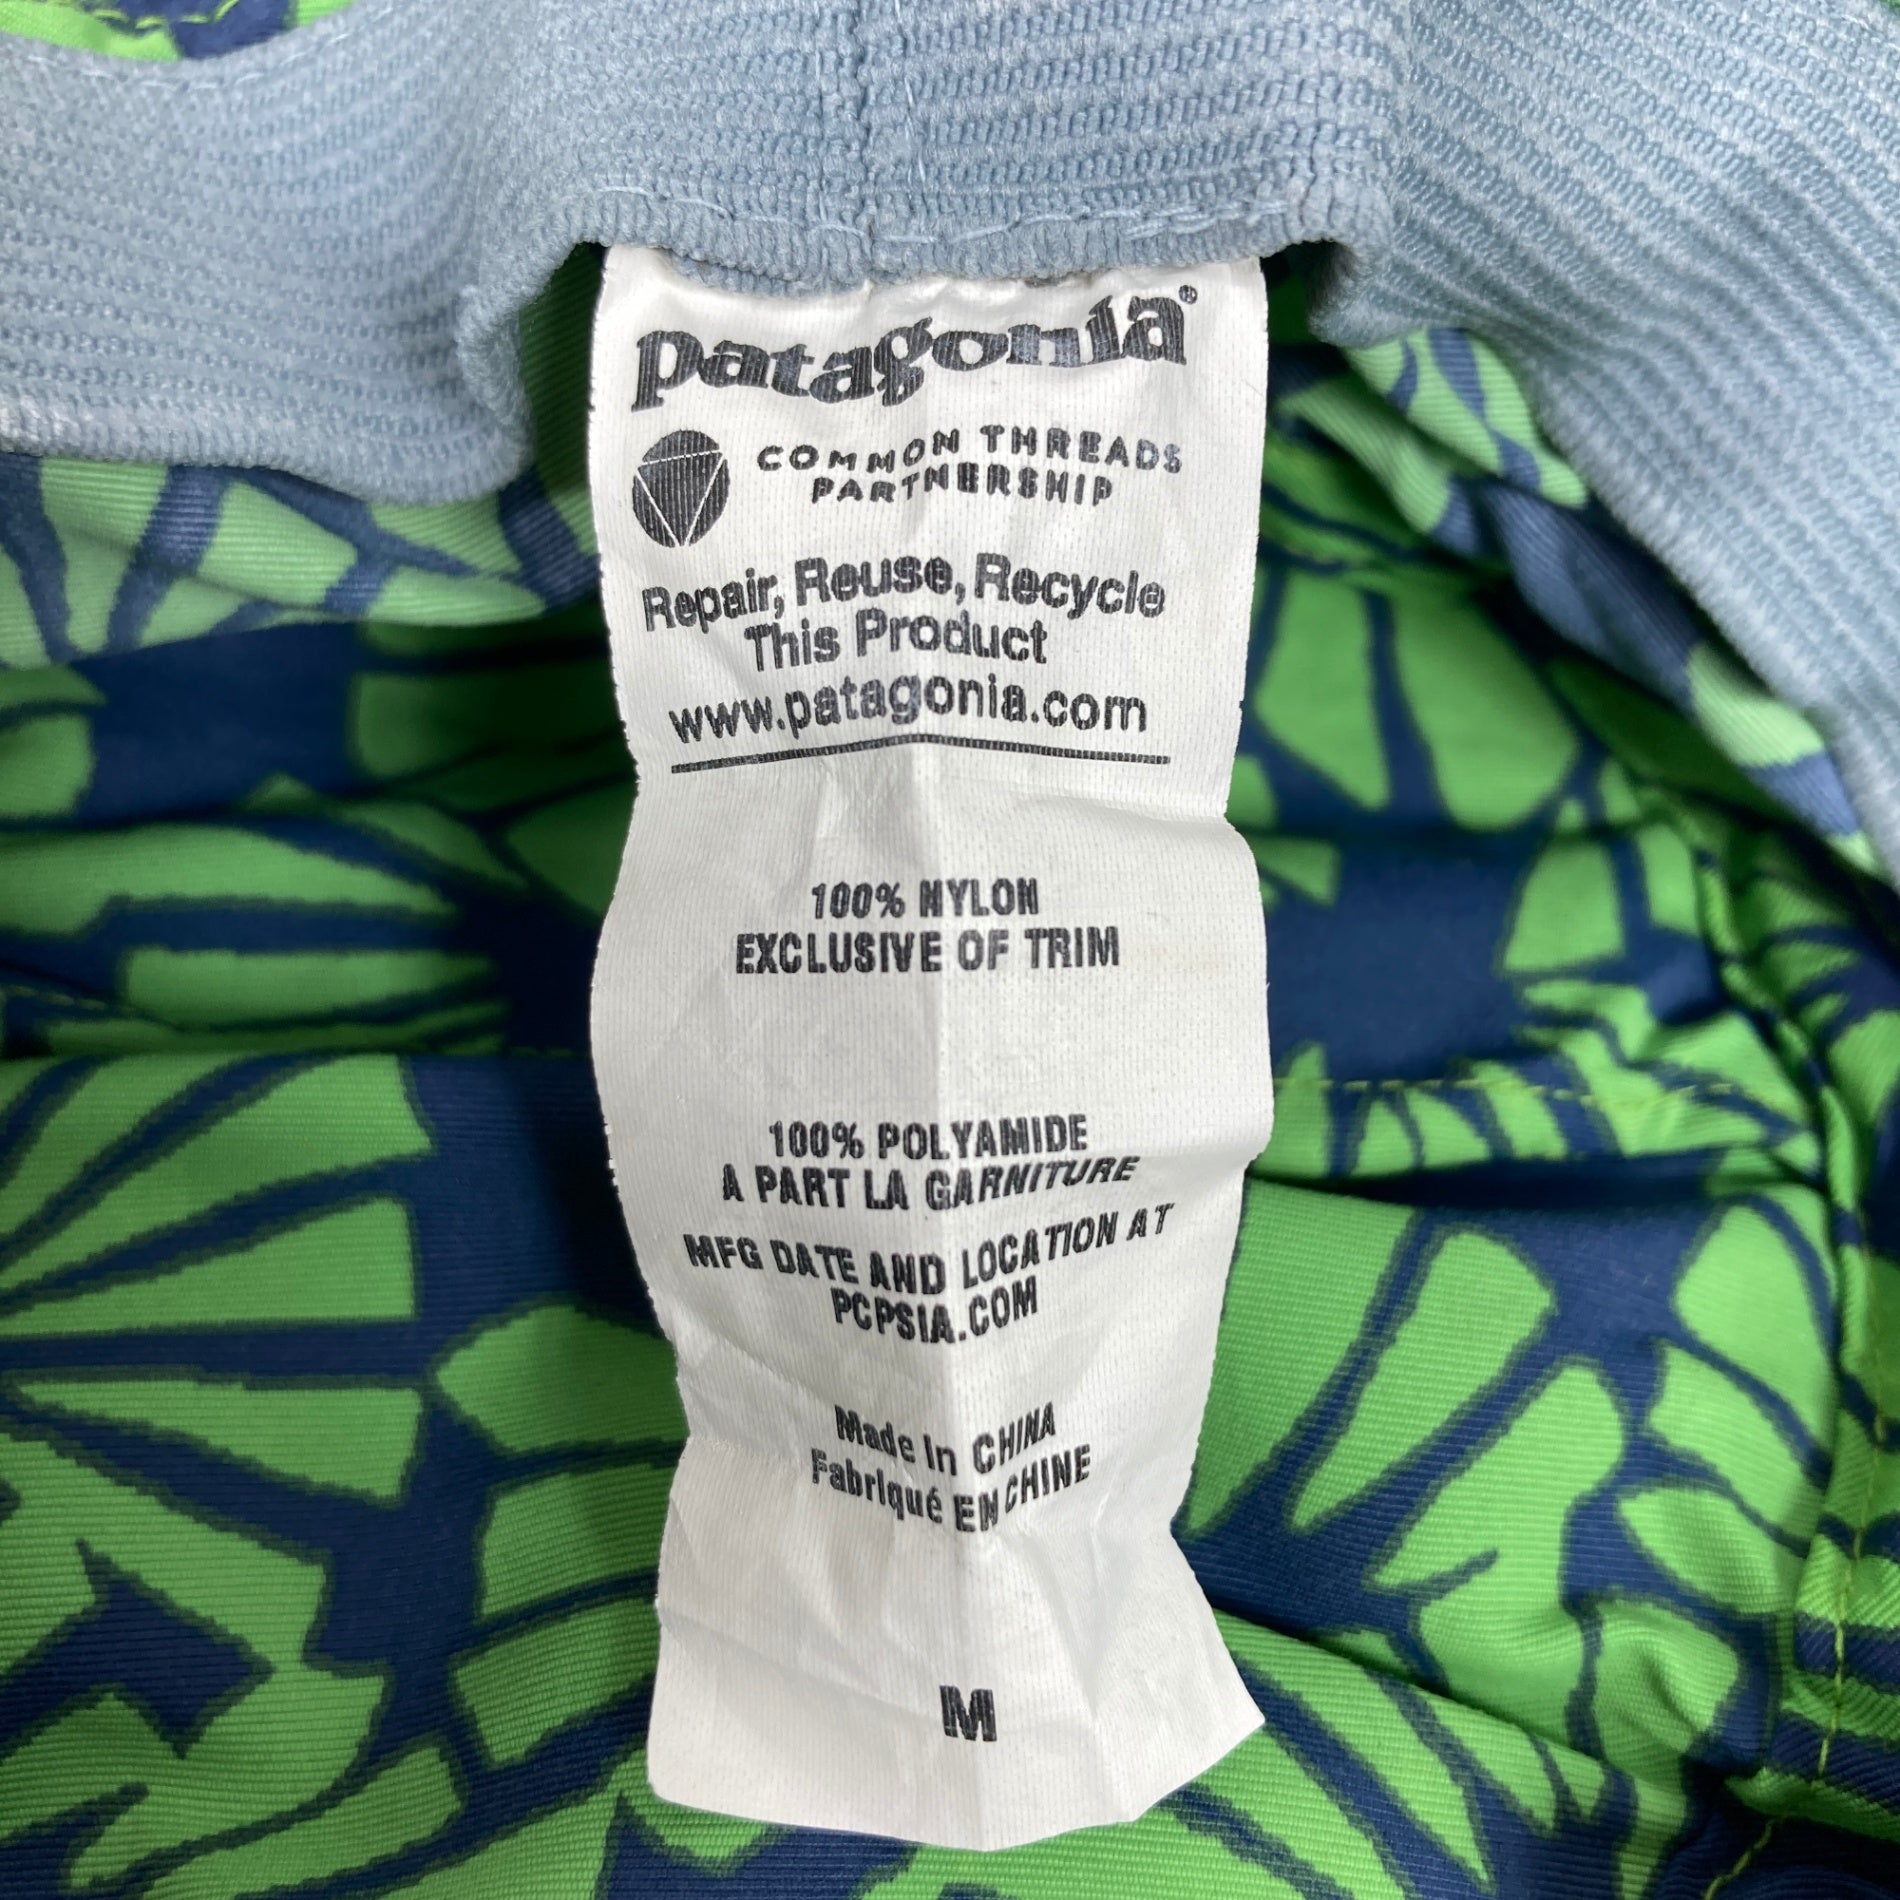 patagonia®
COMMON THREADS
PARTNERSHIP
Repair, Reuse, Recycle
This Product
www.patagonia.com
100% NYLON
EXCLUSIVE OF TRIM
100% POLYAMIDE
A PART LA GARNITURE
MFG DATE AND LOCATION AT
PCPSIA.COM
Made In CHINA
Fabriqué EN CHINE
M